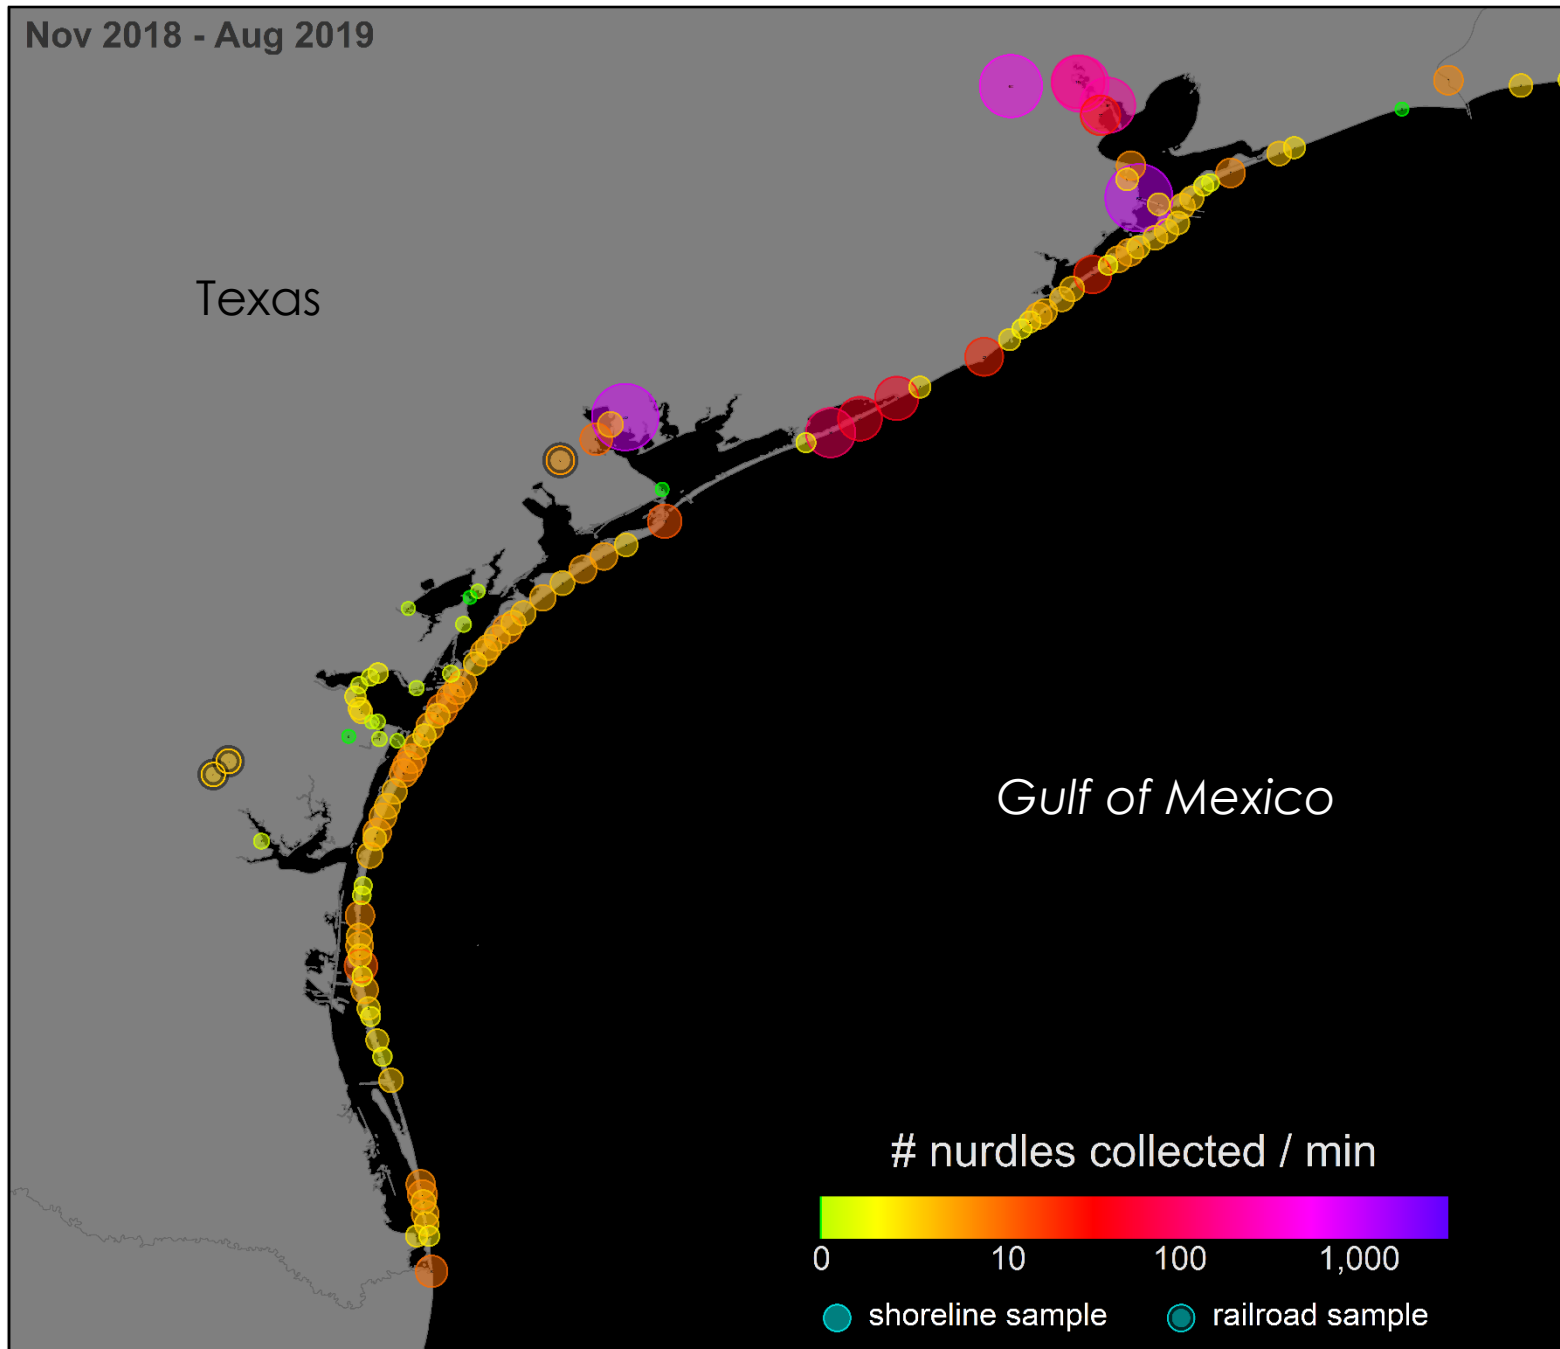 Nov 2018 - Aug 2019
Texas
Gulf of Mexico
# nurdles collected / min
0 10 100 1,000
shoreline sample railroad sample